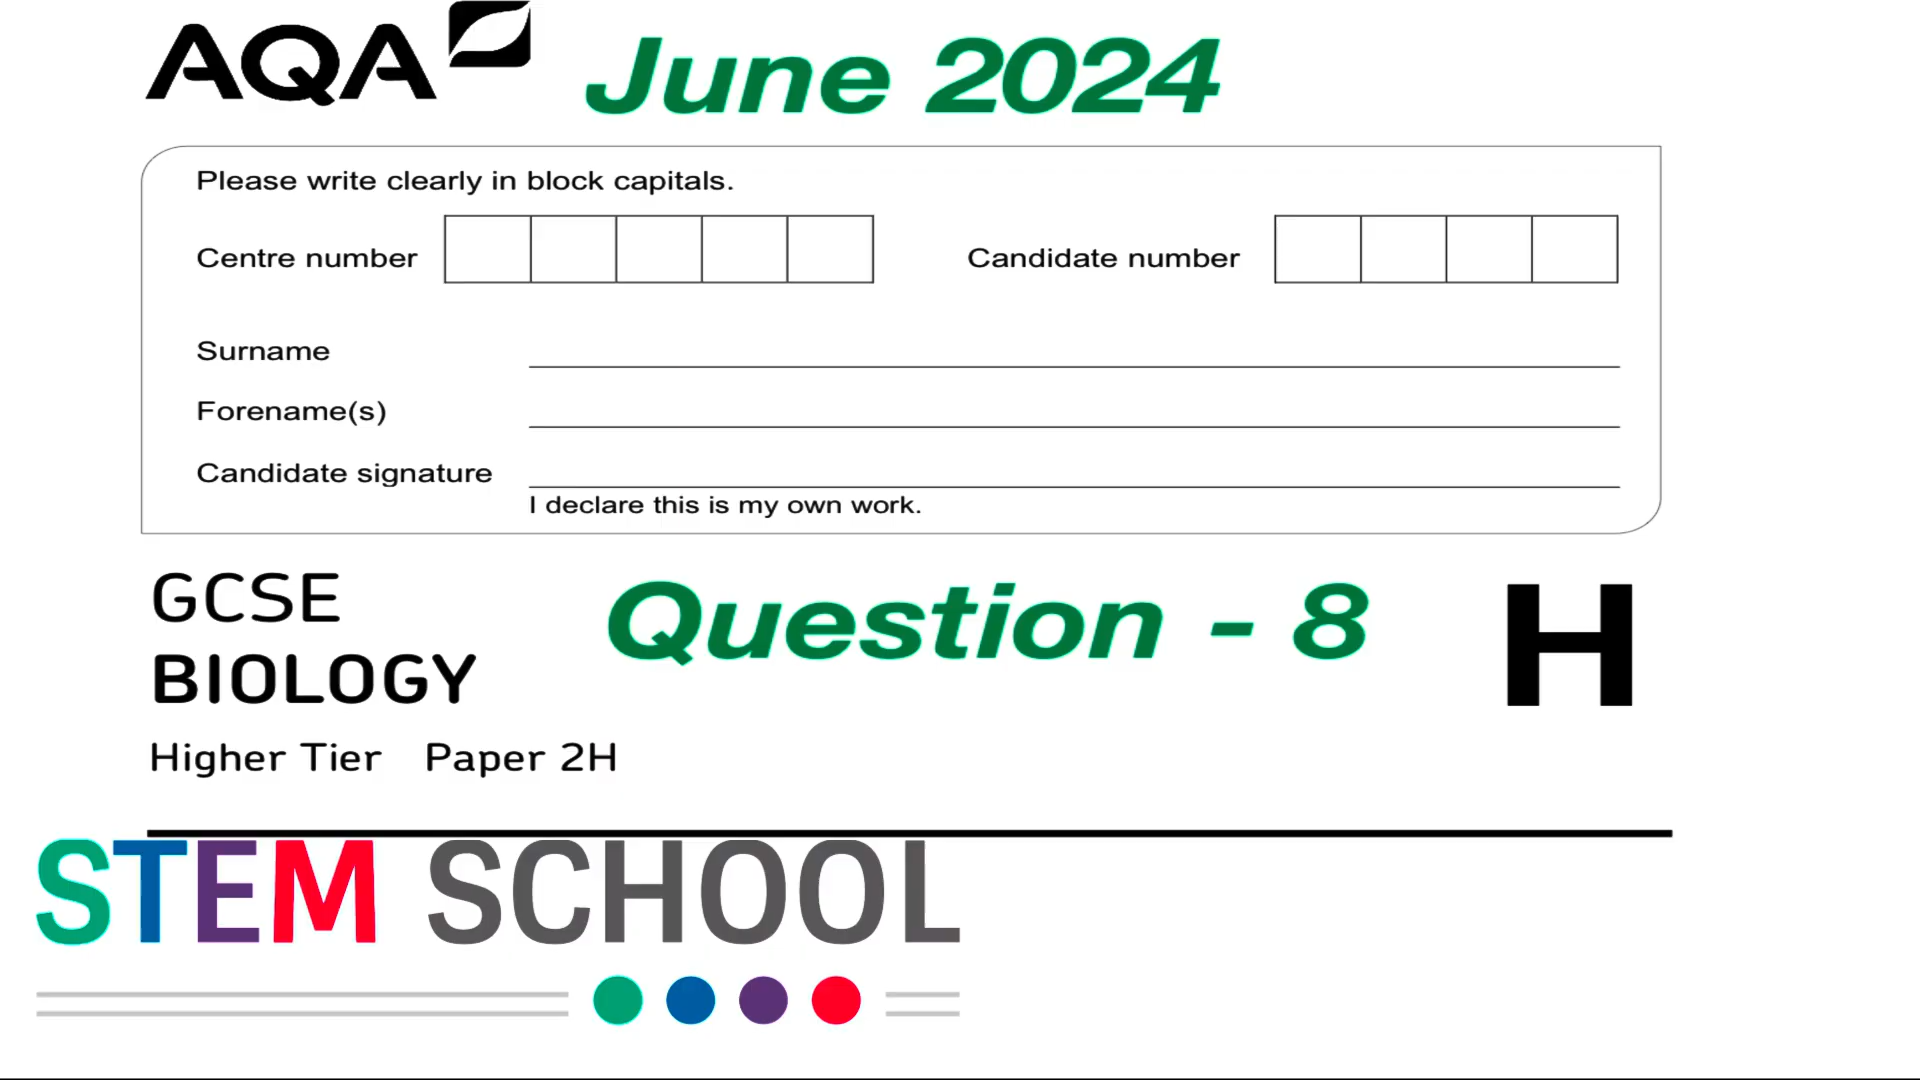 AQA June 2024
Please write clearly in block capitals.
Centre number Candidate number
Surname
Forename(s)
Candidate signature
I declare this is my own work.
GCSE
BIOLOGY
Question - 8 H
Higher Tier Paper 2H
STEM SCHOOL